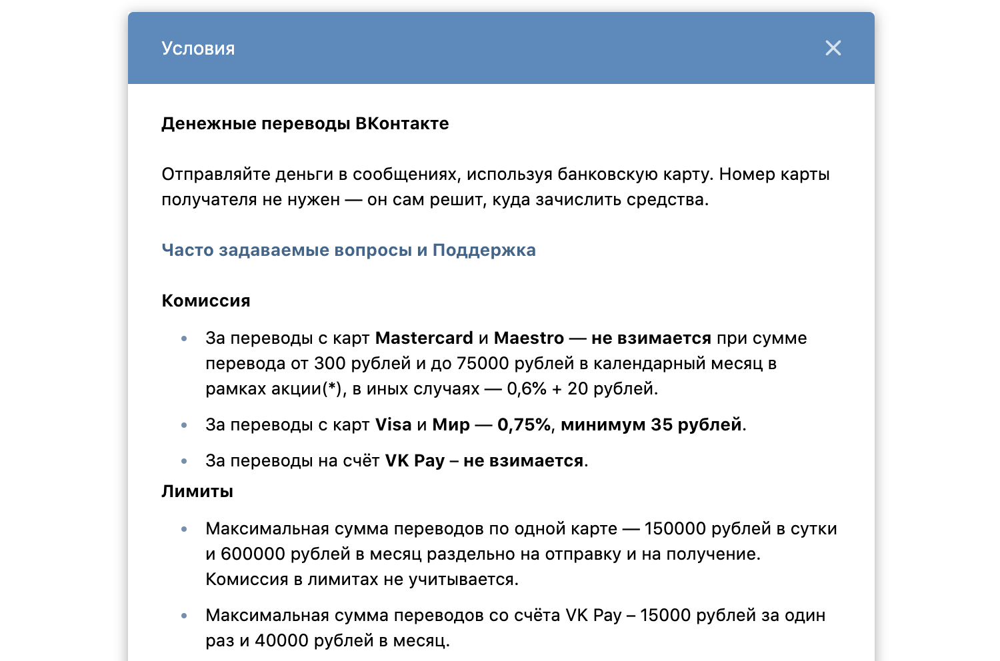 Условия
Денежные переводы ВКонтакте
Отправляйте деньги в сообщениях, используя банковскую карту. Номер карты
получателя не нужен — он сам решит, куда зачислить средства.
Часто задаваемые вопросы и Поддержка
Комиссия
За переводы с карт Mastercard и Maestro — не взимается при сумме
перевода от 300 рублей и до 75000 рублей в календарный месяц в
рамках акции(*), в иных случаях — 0,6% + 20 рублей.
За переводы с карт Visa и Мир — 0,75%, минимум 35 рублей.
За переводы на счёт VK Pay – не взимается.
Лимиты
Максимальная сумма переводов по одной карте — 150000 рублей в сутки
и 600000 рублей в месяц раздельно на отправку и на получение.
Комиссия в лимитах не учитывается.
Максимальная сумма переводов со счёта VK Pay – 15000 рублей за один
раз и 40000 рублей в месяц.